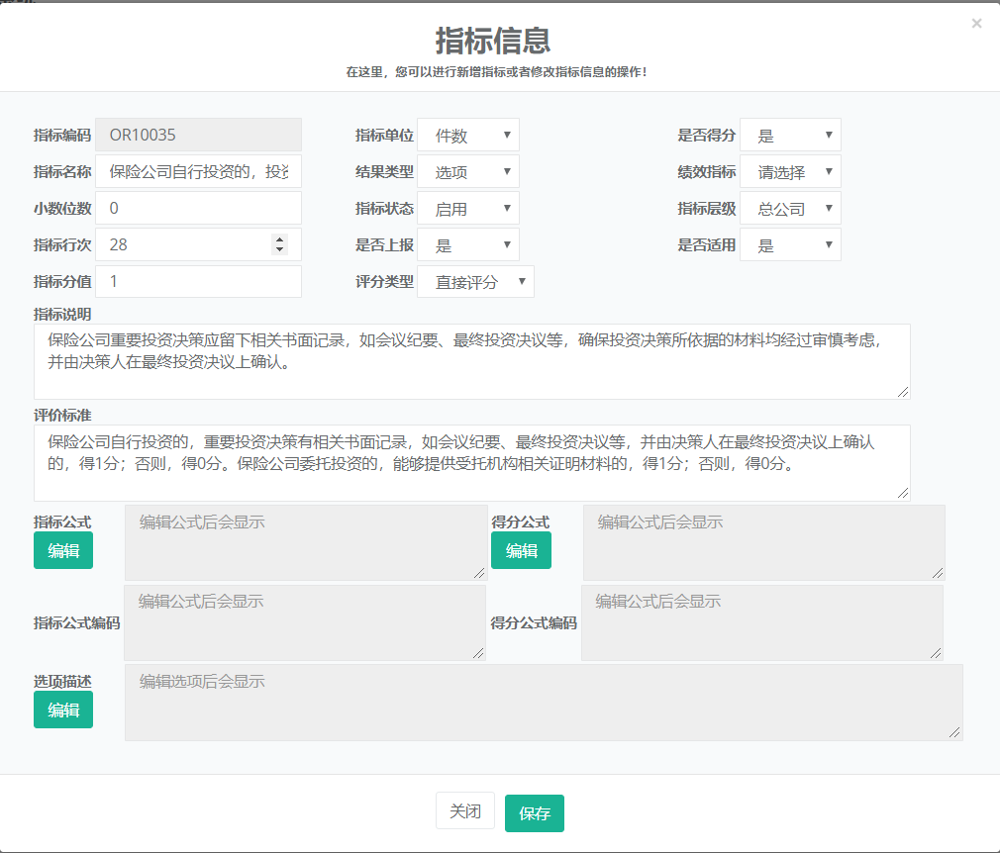 ×
指标信息
在这里，您可以进行新增指标或者修改指标信息的操作！
指标编码 OR10035 指标单位 件数 是否得分 是
指标名称 保险公司自行投资的，投资 结果类型 选项 绩效指标 请选择
小数位数 0 指标状态 启用 指标层级 总公司
指标行次 28 是否上报 是 是否适用 是
指标分值 1 评分类型 直接评分
指标说明
保险公司重要投资决策应留下相关书面记录，如会议纪要、最终投资决议等，确保投资决策所依据的材料均经过审慎考虑，
并由决策人在最终投资决议上确认。
评价标准
保险公司自行投资的，重要投资决策有相关书面记录，如会议纪要、最终投资决议等，并由决策人在最终投资决议上确认
的，得1分；否则，得0分。保险公司委托投资的，能够提供受托机构相关证明材料的，得1分；否则，得0分。
指标公式 编辑公式后会显示 得分公式 编辑公式后会显示
编辑 编辑
编辑公式后会显示 编辑公式后会显示
指标公式编码 得分公式编码
选项描述 编辑选项后会显示
编辑
关闭 保存